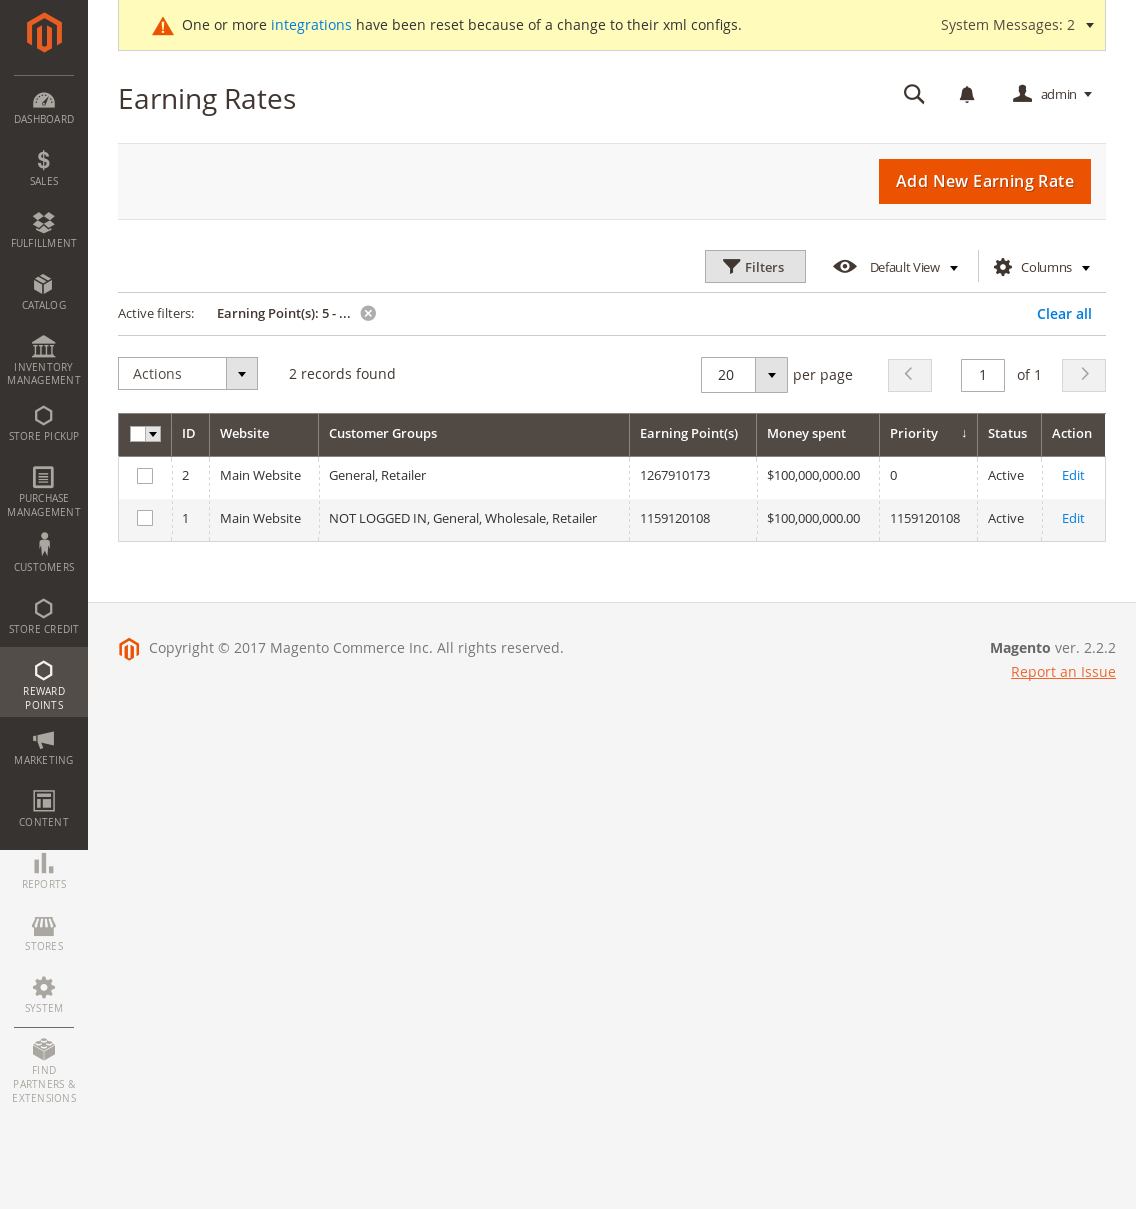 One or more integrations have been reset because of a change to their xml configs.
System Messages: 2
Earning Rates
admin
Add New Earning Rate
Filters
Default View
Columns
Active filters:
Earning Point(s): 5 - ...
Clear all
Actions
2 records found
20
per page
1
of 1
ID Website Customer Groups Earning Point(s) Money spent Priority ↓ Status Action
2 Main Website General, Retailer 1267910173 $100,000,000.00 0 Active Edit
1 Main Website NOT LOGGED IN, General, Wholesale, Retailer 1159120108 $100,000,000.00 1159120108 Active Edit
Copyright © 2017 Magento Commerce Inc. All rights reserved.
Magento ver. 2.2.2
Report an Issue
DASHBOARD
$
SALES
FULFILLMENT
CATALOG
INVENTORY
MANAGEMENT
STORE PICKUP
PURCHASE
MANAGEMENT
CUSTOMERS
STORE CREDIT
REWARD
POINTS
MARKETING
CONTENT
REPORTS
STORES
SYSTEM
FIND
PARTNERS &
EXTENSIONS